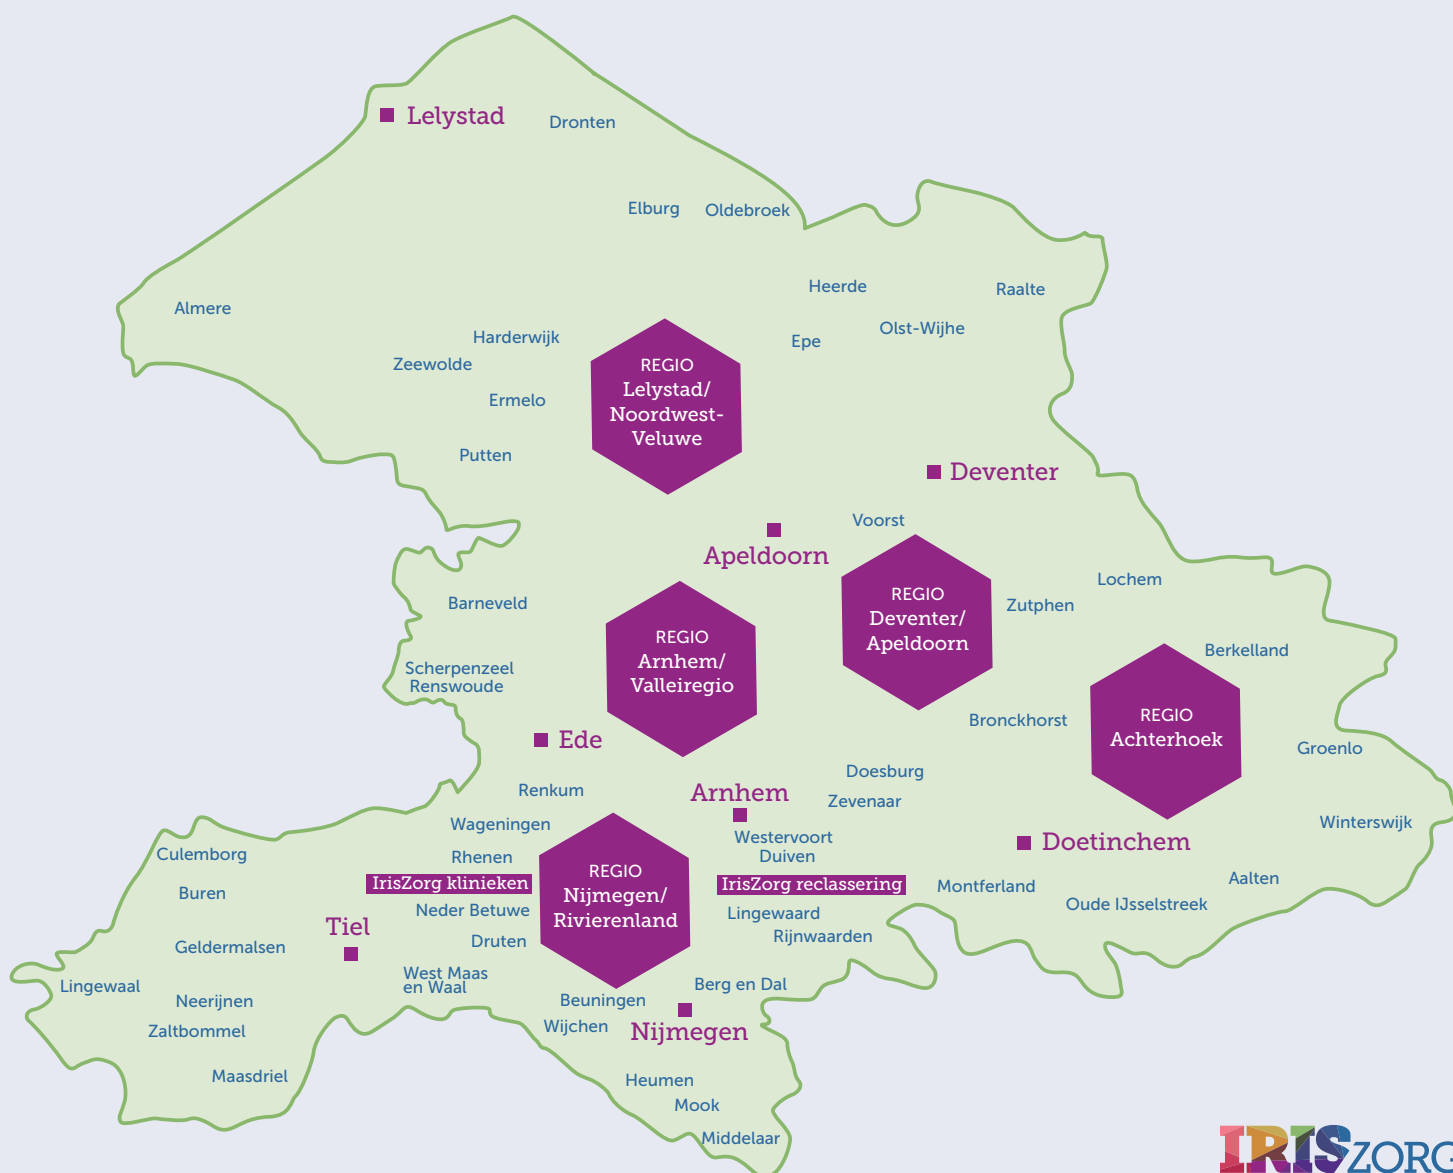 Lelystad
Dronten
Elburg
Oldebroek
Heerde
Raalte
Almere
Olst-Wijhe
Harderwijk
Epe
Zeewolde
REGIO
Lelystad/
Noordwest-
Veluwe
Ermelo
Putten
Deventer
Voorst
Apeldoorn
Lochem
Barneveld
Zutphen
REGIO
Deventer/
Apeldoorn
REGIO
Arnhem/
Valleiregio
Berkelland
Scherpenzeel
Renswoude
Bronckhorst
REGIO
Achterhoek
Ede
Groenlo
Doesburg
Renkum
Arnhem
Zevenaar
Wageningen
Westervoort
Duiven
Winterswijk
Doetinchem
Culemborg
Rhenen
REGIO
Nijmegen/
Rivierenland
IrisZorg klinieken
IrisZorg reclassering
Montferland
Aalten
Buren
Oude IJsselstreek
Neder Betuwe
Lingewaard
Tiel
Rijnwaarden
Druten
Geldermalsen
West Maas
en Waal
Lingewaal
Berg en Dal
Neerijnen
Beuningen
Zaltbommel
Wijchen
Nijmegen
Maasdriel
Heumen
Mook
Middelaar
IRISZORG